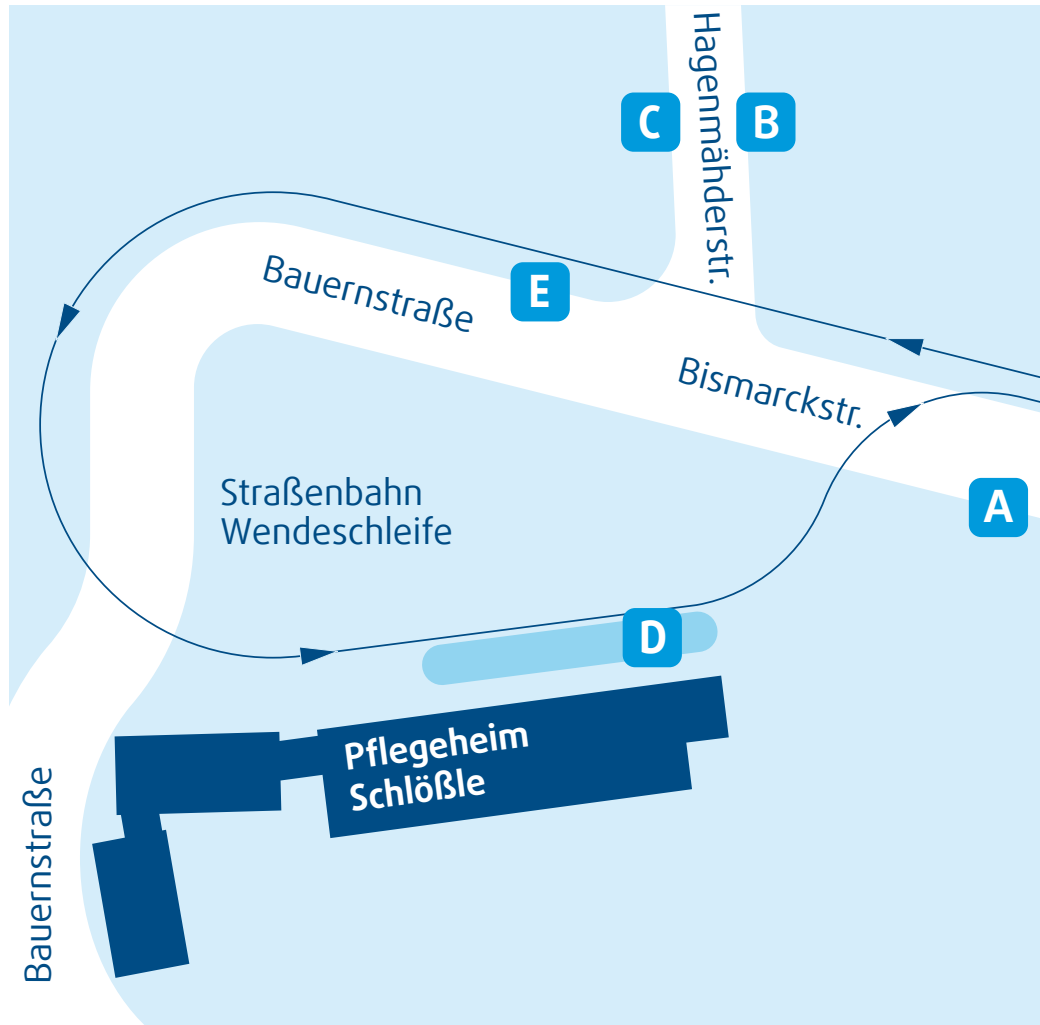 Hagenmähderstr.
C
B
Bauernstraße
E
Bismarckstr.
Straßenbahn
Wendeschleife
A
D
Pflegeheim
Schlößle
Bauernstraße